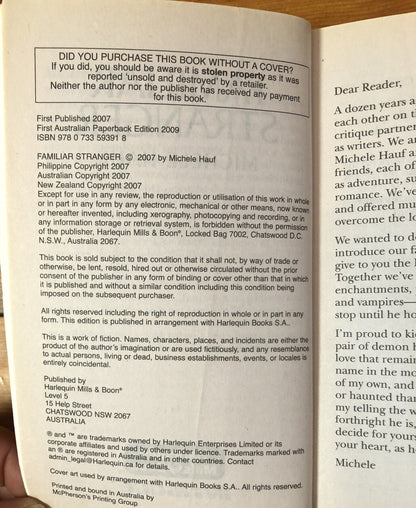 DID YOU PURCHASE THIS BOOK WITHOUT A COVER?
If you did, you should be aware it is stolen property as it was
reported 'unsold and destroyed' by a retailer.
Neither the author nor the publisher has received any payment
for this book.
First Published 2007
First Australian Paperback Edition 2009
ISBN 978 0 733 59391 8
FAMILIAR STRANGER © 2007 by Michele Hauf
Philippine Copyright 2007
Australian Copyright 2007
New Zealand Copyright 2007
Except for use in any review, the reproduction or utilisation of this work in whole
or in part in any form by any electronic, mechanical or other means, now known
or hereafter invented, including xerography, photocopying and recording, or in
any information storage or retrieval system, is forbidden without the permission
of the publisher, Harlequin Mills & Boon®, Locked Bag 7002, Chatswood D.C.
N.S.W., Australia 2067.
This book is sold subject to the condition that it shall not, by way of trade or
otherwise, be lent, resold, hired out or otherwise circulated without the prior
consent of the publisher in any form of binding or cover other than that in which
it is published and without a similar condition including this condition being
imposed on the subsequent purchaser.
All rights reserved including the right of reproduction in whole or in part in any
form. This edition is published in arrangement with Harlequin Books S.A..
This is a work of fiction. Names, characters, places, and incidents are either the
product of the author's imagination or are used fictitiously, and any resemblance
to actual persons, living or dead, business establishments, events, or locales is
entirely coincidental.
Published by
Harlequin Mills & Boon®
Level 5
15 Help Street
CHATSWOOD NSW 2067
AUSTRALIA
® and ™ are trademarks owned by Harlequin Enterprises Limited or its
corporate affiliates and used by others under licence. Trademarks marked with
an ® are registered in Australia and in other countries. Contact
admin_legal@Harlequin.ca for details.
Cover art used by arrangement with Harlequin Books S.A.. All rights reserved.
Printed and bound in Australia by
McPherson's Printing Group
Dear Reader,
A dozen years a
each other on th
critique partner
as writers. We an
Michele Hauf a
friends, each of
as adventure, su
romance. We've
and offered mu
overcome the l
We wanted to d
introduce our fa
give to you the l
Together we've
enchantments,
and vampires—
stop until he ho
I'm proud to kic
pair of demon h
love that remain
name in the mo
of my own, and
or haunted than
my telling the w
forthright he is,
decide for yours
your heart, as h
Michele